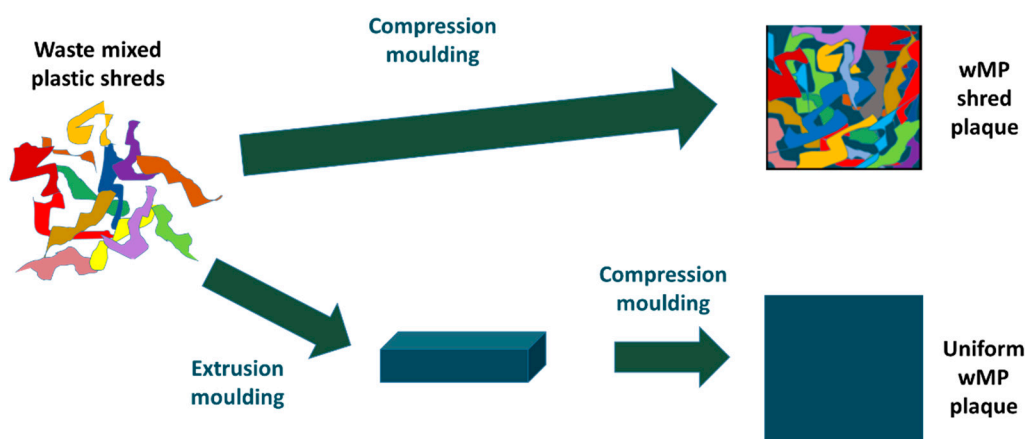 Waste mixed
plastic shreds
Compression
moulding
wMP
shred
plaque
Extrusion
moulding
Compression
moulding
Uniform
wMP
plaque